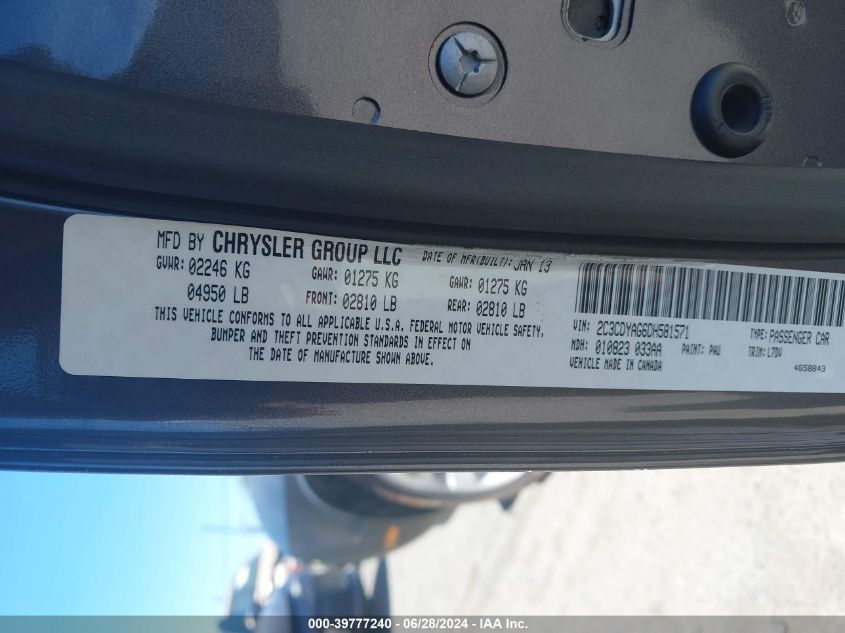 MFD BY CHRYSLER GROUP LLC DATE OF MFR(BUILT): JAN 13
GVWR: 02246 KG GAWR: 01275 KG GAWR: 01275 KG
04950 LB FRONT: 02810 LB REAR: 02810 LB
THIS VEHICLE CONFORMS TO ALL APPLICABLE U.S.A. FEDERAL MOTOR VEHICLE SAFETY,
BUMPER AND THEFT PREVENTION STANDARDS IN EFFECT ON
THE DATE OF MANUFACTURE SHOWN ABOVE.
VIN: 2C3CDYAG6DH581571 TYPE: PASSENGER CAR
MDH: 010823 033AA PAINT: PAU TRIM: L7DV
VEHICLE MADE IN CANADA 4658843
000-39777240 - 06/28/2024 - IAA Inc.